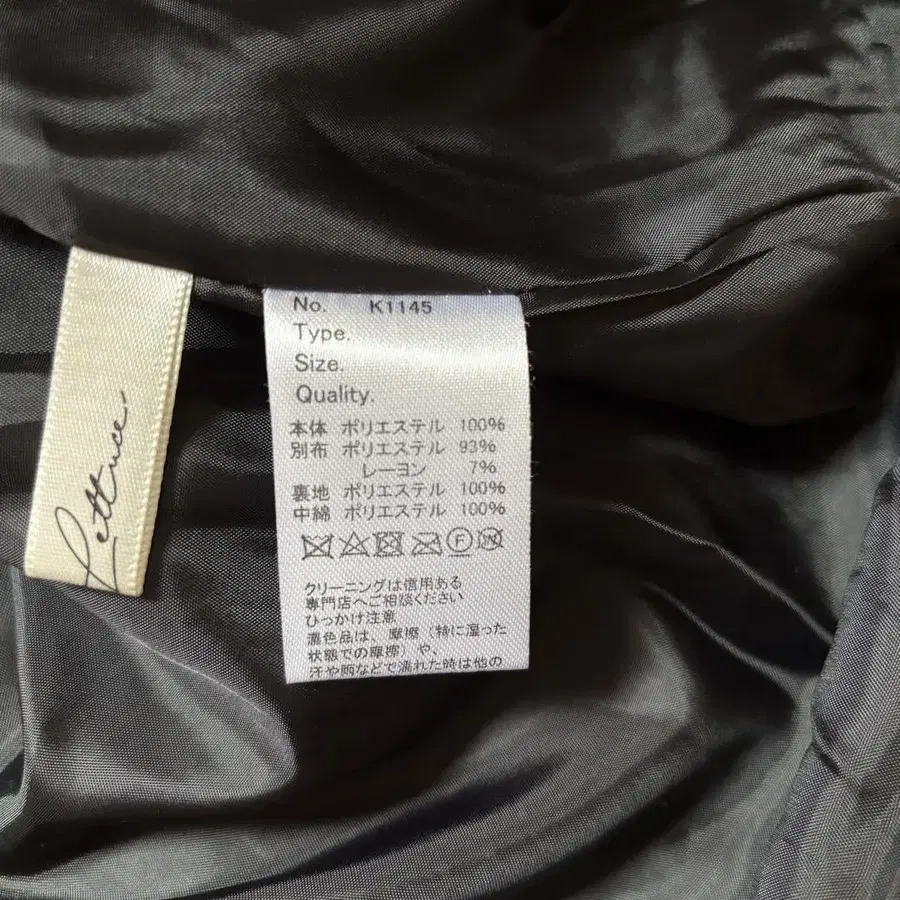 Lettuce.
No. K1145
Type.
Size.
Quality.
本体 ポリエステル 100%
別布 ポリエステル 93%
レーヨン 7%
裏地 ポリエステル 100%
中綿 ポリエステル 100%
F W
クリーニングは信用ある
専門店へご相談ください
ひっかけ注意
濃色品は、摩擦（特に湿った
状態での摩擦）や、
汗や雨などで濡れた時は他の